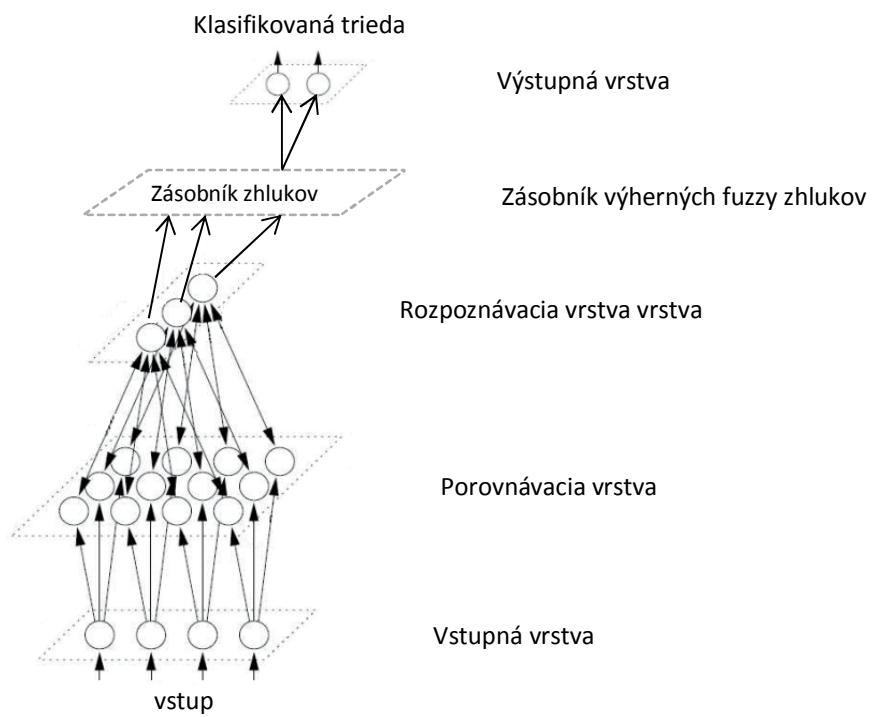 Klasifikovaná trieda
Výstupná vrstva
Zásobník zhlukov
Zásobník výherných fuzzy zhlukov
Rozpoznávacia vrstva vrstva
Porovnávacia vrstva
Vstupná vrstva
vstup